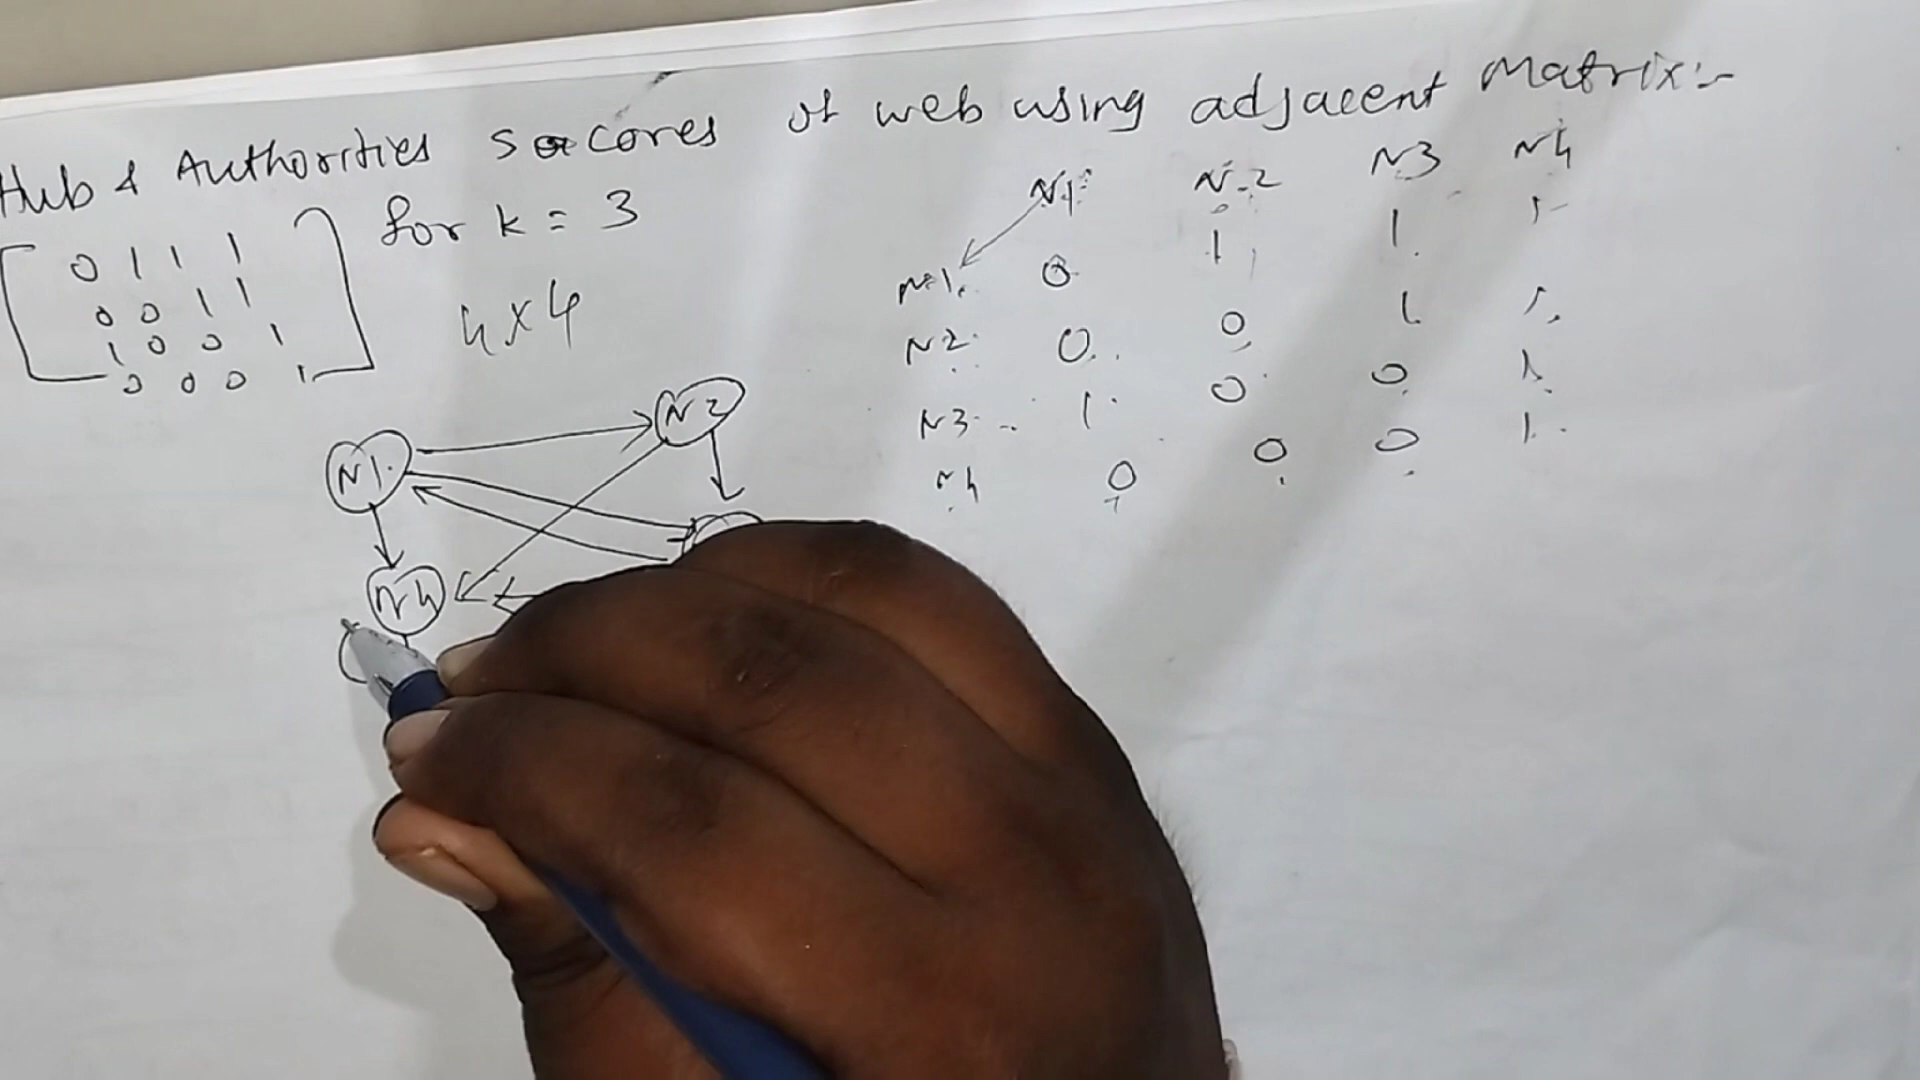 Hub & Authorities Scores of web using adjacent Matrix:-
for k = 3
0 1 1 1
0 0 1 1
1 0 0 1
0 0 0 1
4x4
N1 N2 N3 N4
N1 0 1 1 1
N2 0 0 1 1
N3 1 0 0 1
N4 0 0 0 1
N1
N2
N4